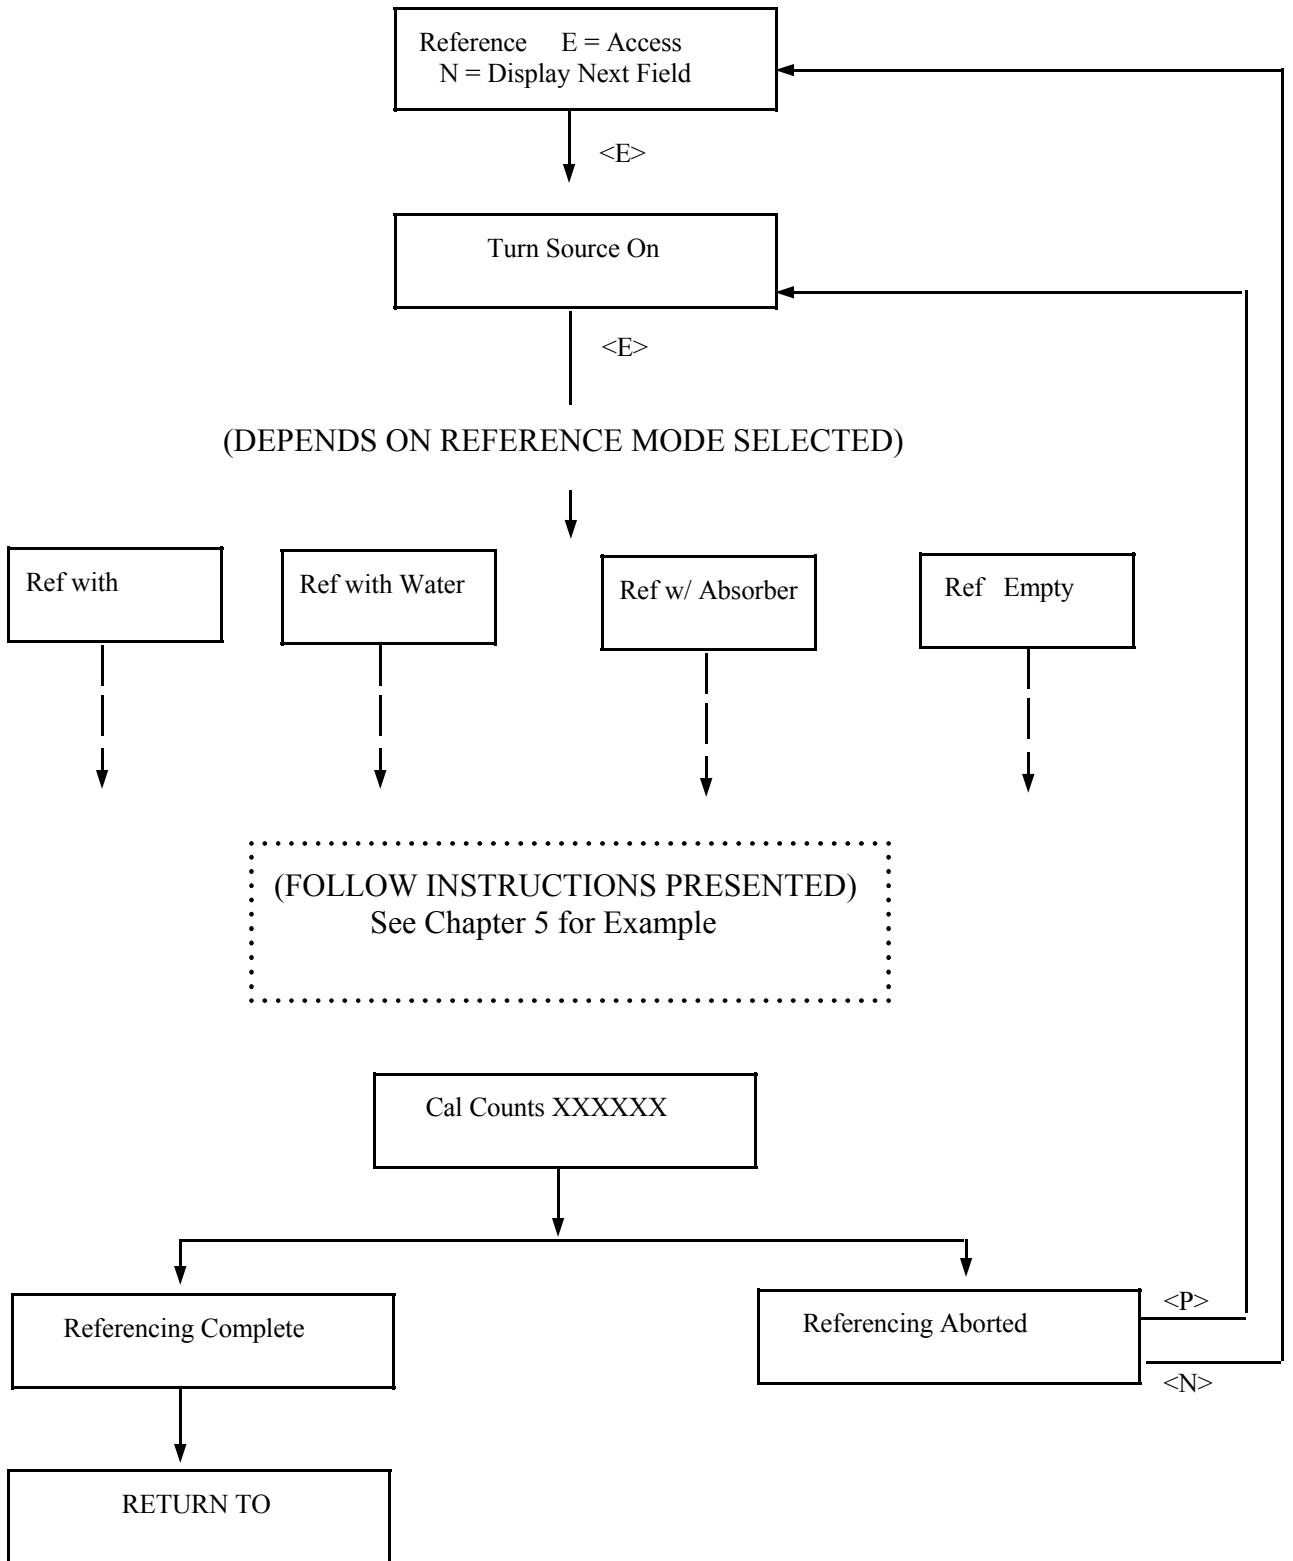 Reference E = Access
N = Display Next Field
<E>
Turn Source On
<E>
(DEPENDS ON REFERENCE MODE SELECTED)
Ref with
Ref with Water
Ref w/ Absorber
Ref Empty
(FOLLOW INSTRUCTIONS PRESENTED)
See Chapter 5 for Example
Cal Counts XXXXXX
Referencing Complete
Referencing Aborted
<P>
<N>
RETURN TO